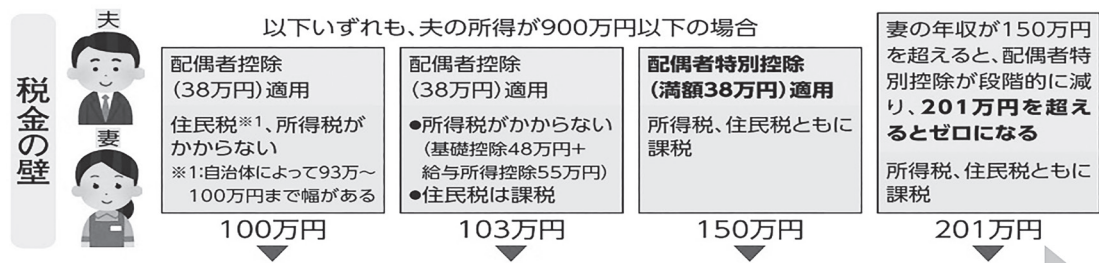 税金の壁
夫
妻
以下いずれも、夫の所得が900万円以下の場合
配偶者控除
(38万円)適用
住民税※1、所得税が
かからない
※1:自治体によって93万~
100万円まで幅がある
100万円
配偶者控除
(38万円)適用
●所得税がかからない
(基礎控除48万円+
給与所得控除55万円)
●住民税は課税
103万円
配偶者特別控除
(満額38万円)適用
所得税、住民税ともに
課税
150万円
妻の年収が150万円
を超えると、配偶者特
別控除が段階的に減
り、201万円を超え
るとゼロになる
所得税、住民税ともに
課税
201万円